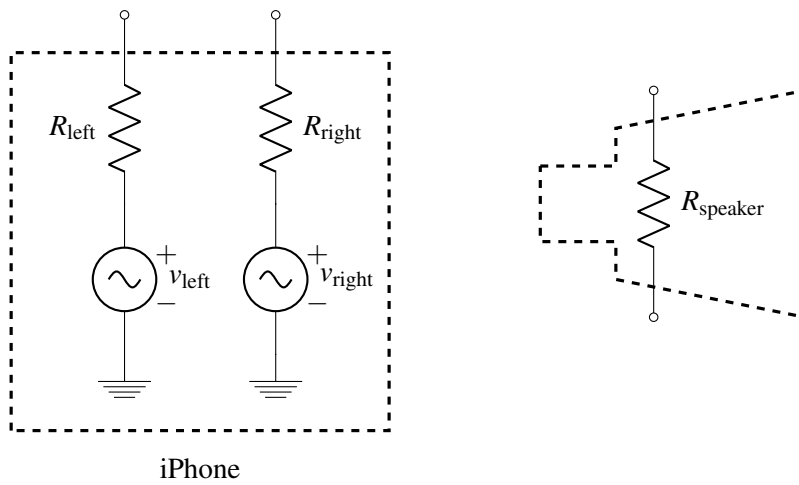 R_left
R_right
R_speaker
+
v_left
−
+
v_right
−
iPhone